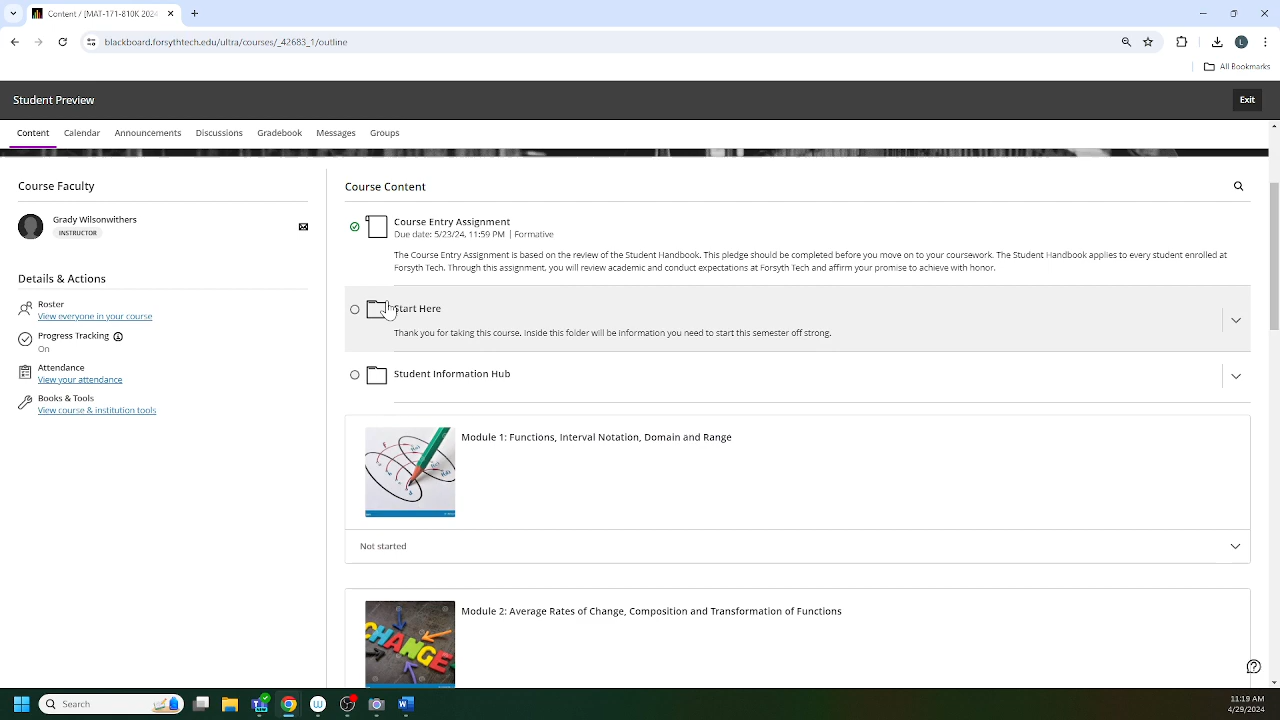 Content / [MAT-171-810K 2024
blackboard.forsythtech.edu/ultra/courses/_42683_1/outline
All Bookmarks
Student Preview
Exit
Content
Calendar
Announcements
Discussions
Gradebook
Messages
Groups
Course Faculty
Grady Wilsonwithers
INSTRUCTOR
Details & Actions
Roster
View everyone in your course
Progress Tracking
On
Attendance
View your attendance
Books & Tools
View course & institution tools
Course Content
Course Entry Assignment
Due date: 5/23/24, 11:59 PM | Formative
The Course Entry Assignment is based on the review of the Student Handbook. This pledge should be completed before you move on to your coursework. The Student Handbook applies to every student enrolled at
Forsyth Tech. Through this assignment, you will review academic and conduct expectations at Forsyth Tech and affirm your promise to achieve with honor.
Start Here
Thank you for taking this course. Inside this folder will be information you need to start this semester off strong.
Student Information Hub
Module 1: Functions, Interval Notation, Domain and Range
Not started
Module 2: Average Rates of Change, Composition and Transformation of Functions
CHANGE
Search
11:19 AM
4/29/2024